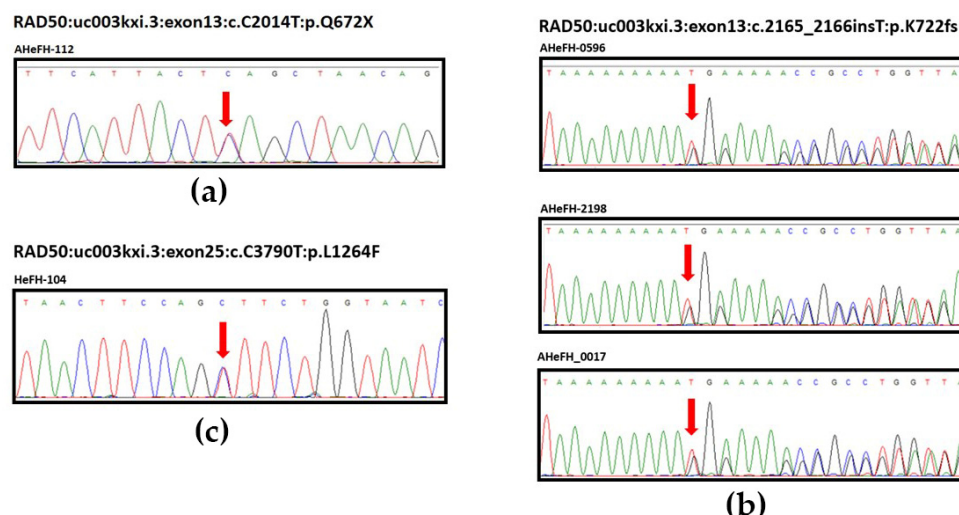 RAD50:uc003kxi.3:exon13:c.C2014T:p.Q672X
AHeFH-112
T T C A T T A C T C A G C T A A C A G
(a)
RAD50:uc003kxi.3:exon25:c.C3790T:p.L1264F
HeFH-104
T A A C T T C C A G C T T C T G G T A A T C
(c)
RAD50:uc003kxi.3:exon13:c.2165_2166insT:p.K722fs
AHeFH-0596
T A A A A A A A A A T G A A A A A C C G C C T G G T T A
AHeFH-2198
T A A A A A A A A A T G A A A A A C C G C C T G G T T A A
AHeFH_0017
T A A A A A A A A A T G A A A A A C C G C C T G G T T A
(b)